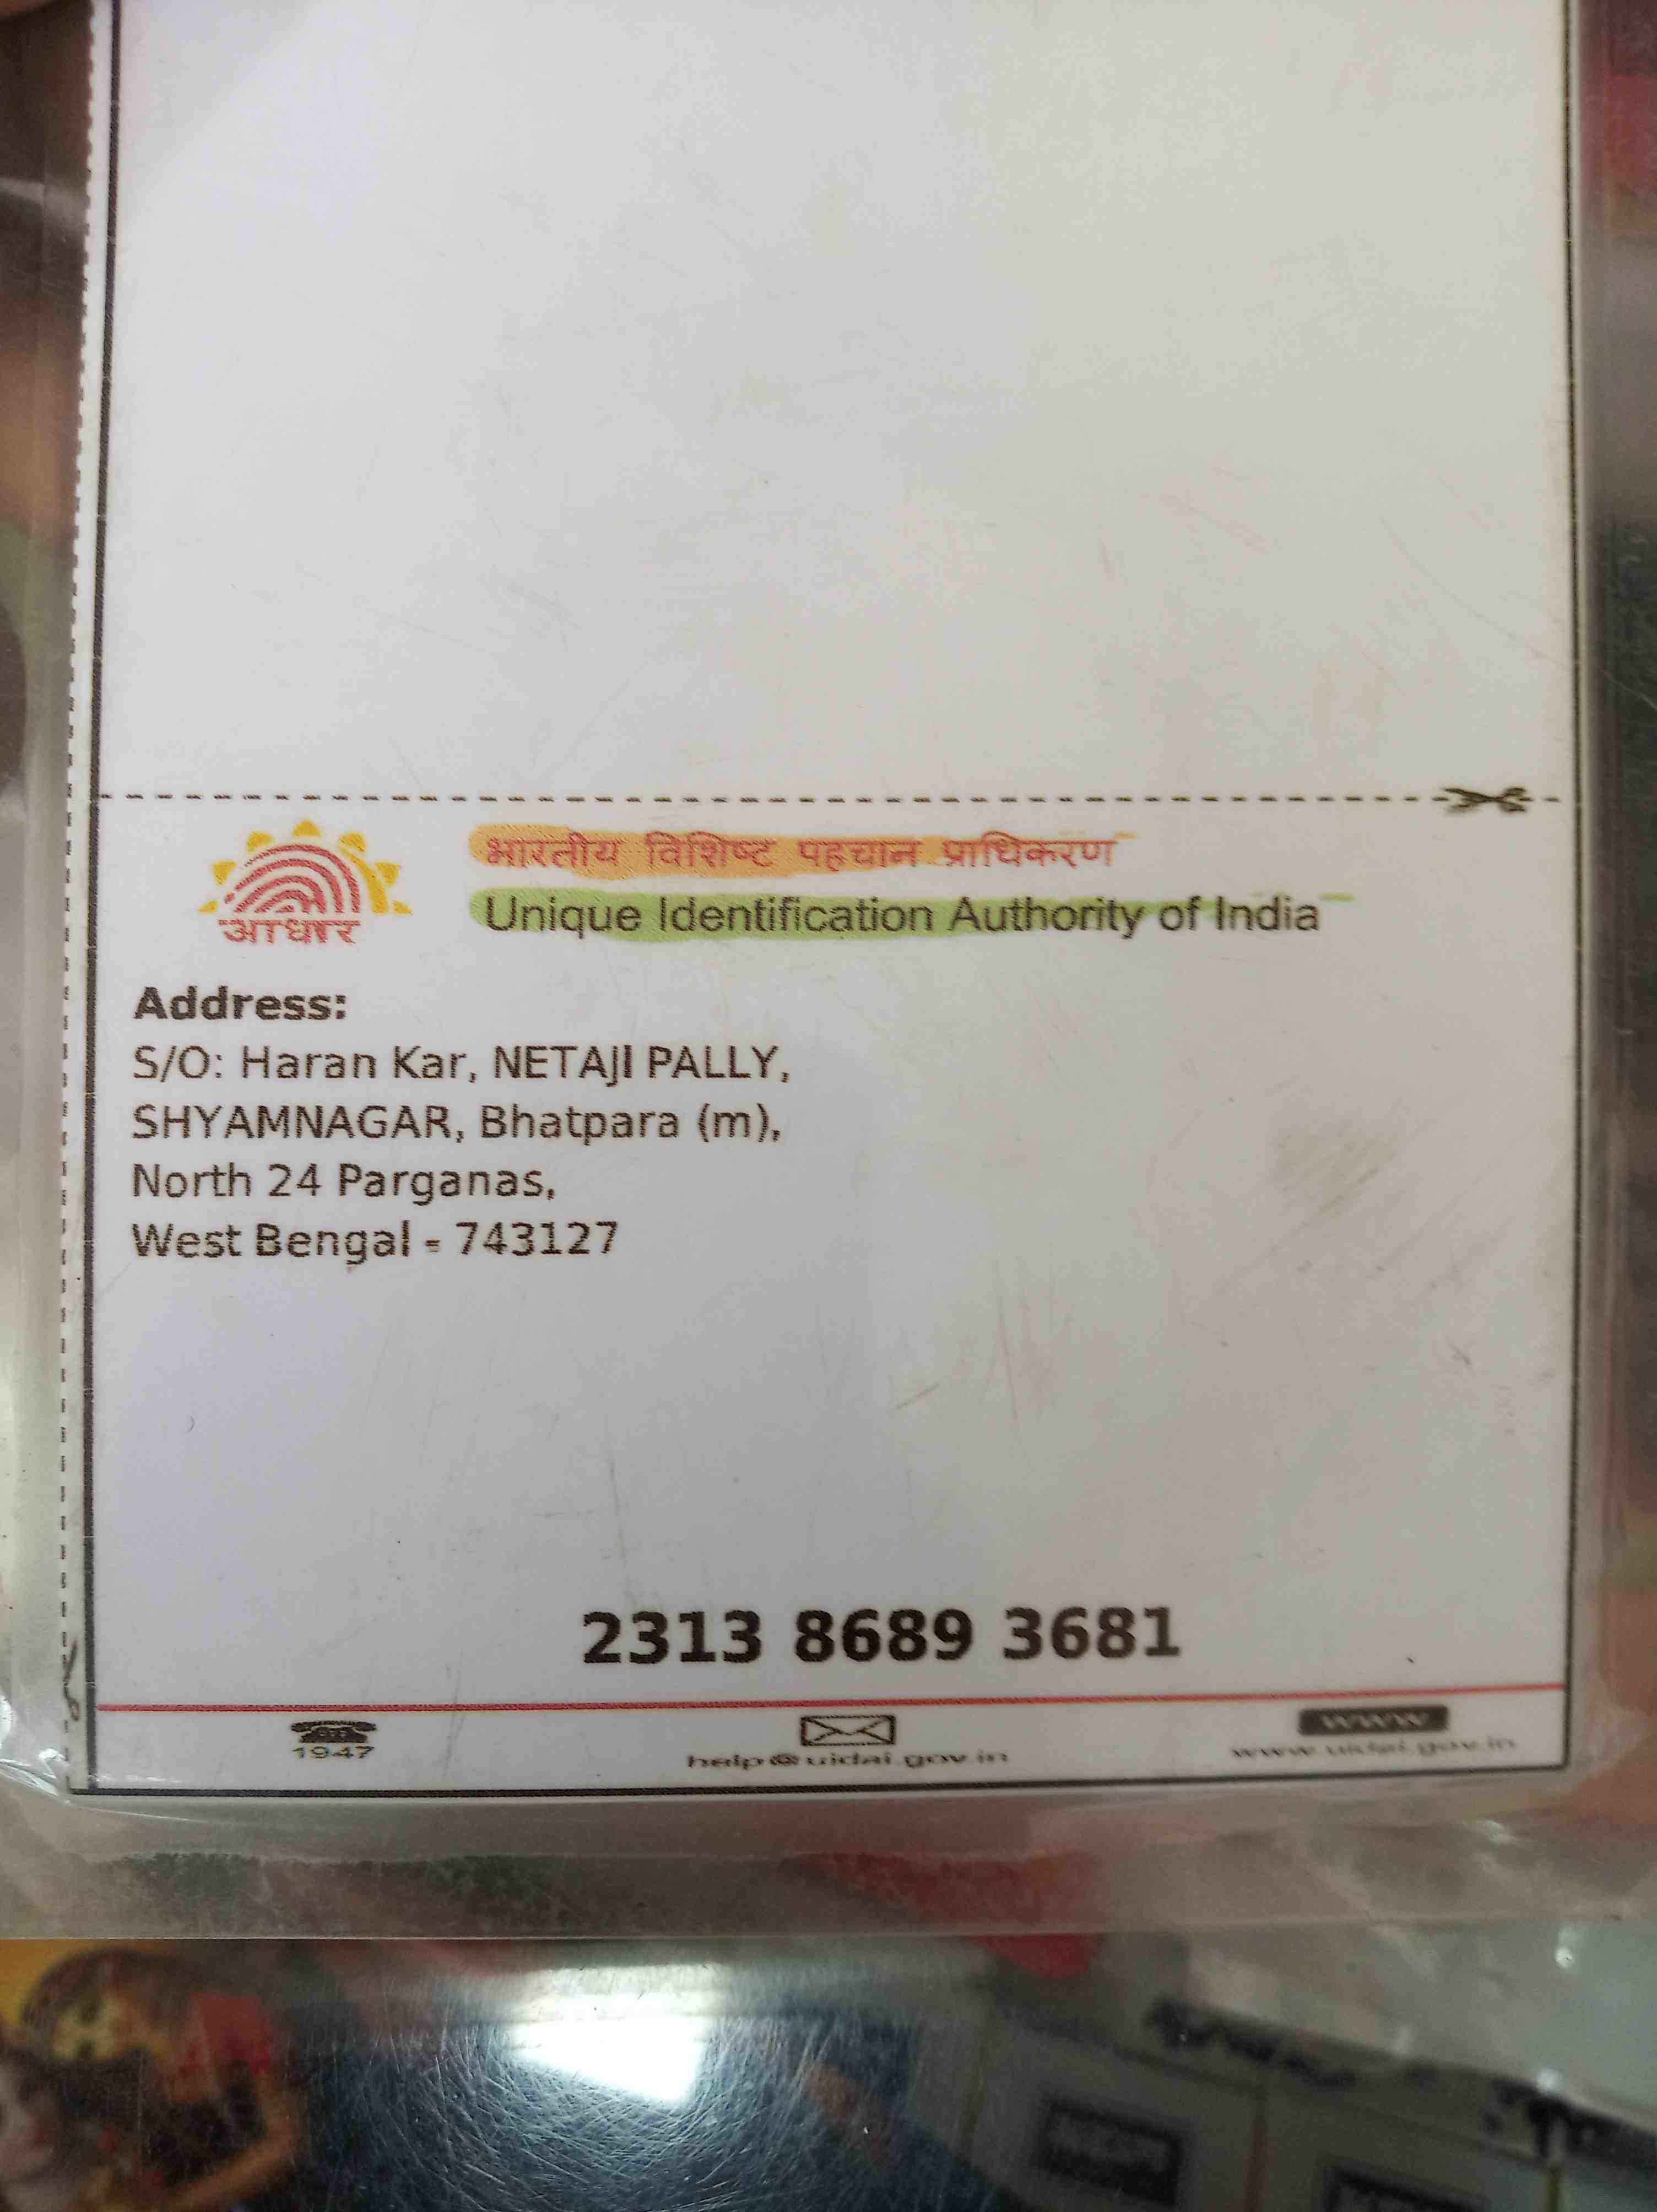 भारतीय विशिष्ट पहचान प्राधिकरण
Unique Identification Authority of India
आधार
Address:
S/O: Haran Kar, NETAJI PALLY,
SHYAMNAGAR, Bhatpara (m),
North 24 Parganas,
West Bengal - 743127
2313 8689 3681
1947
help@uidai.gov.in
www
www.uidai.gov.in